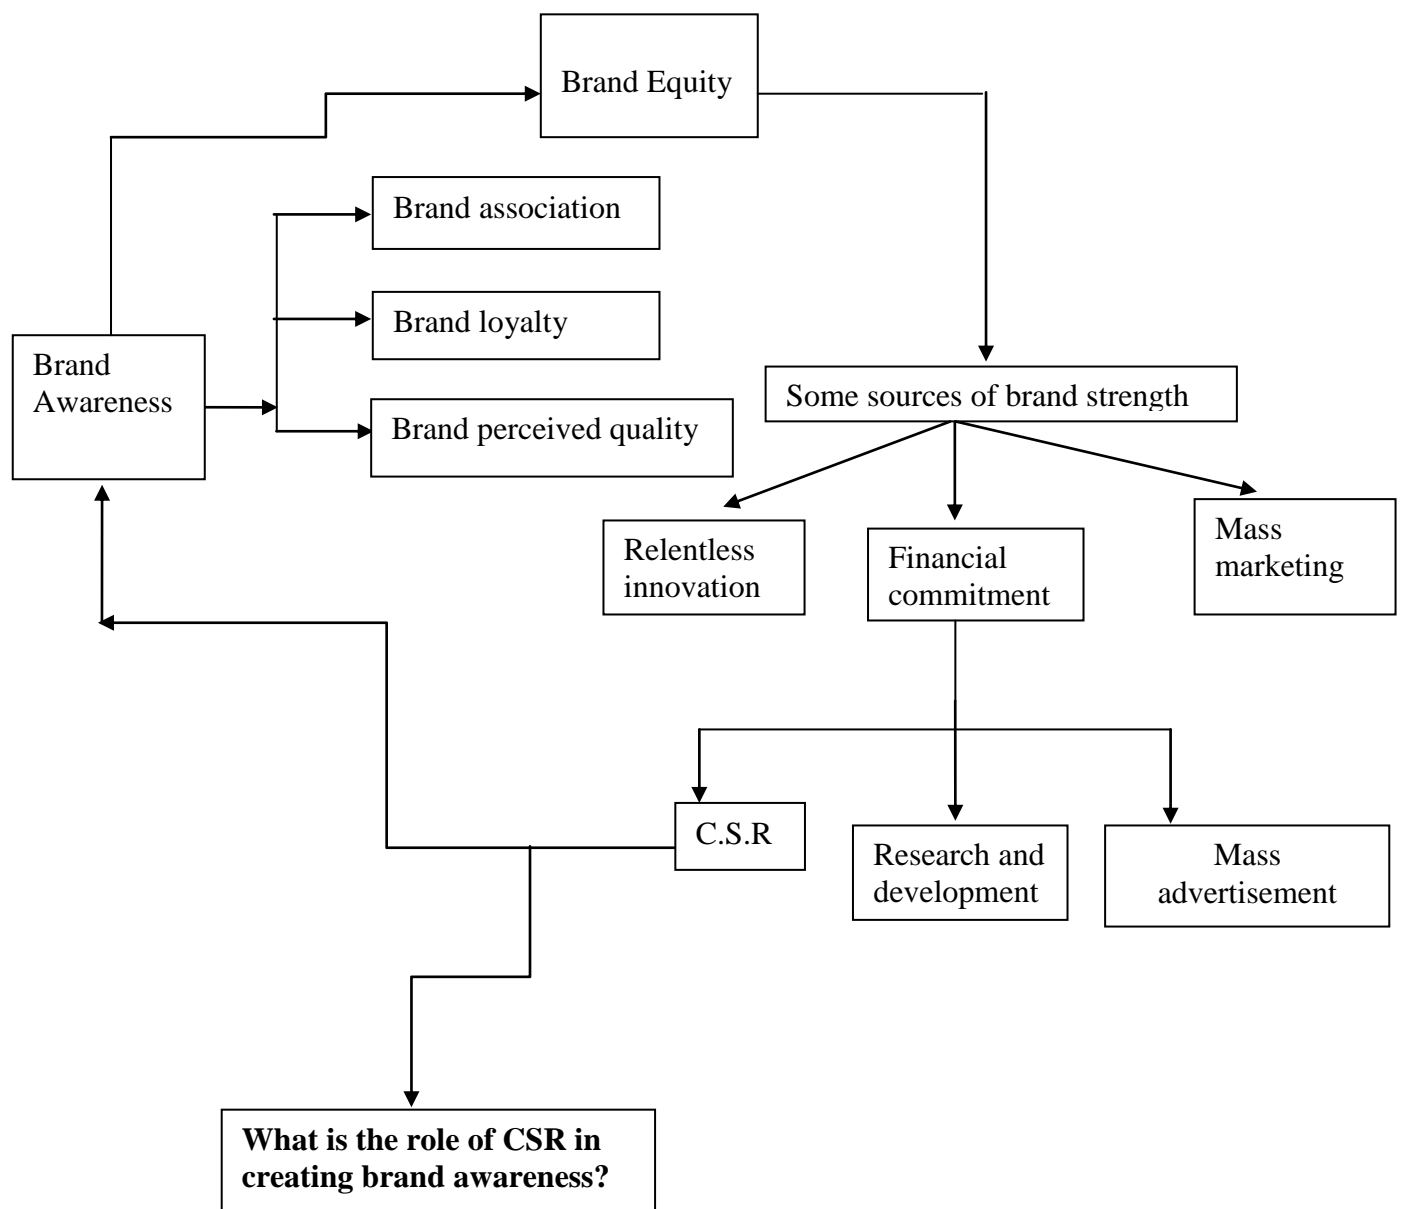 Brand Equity
Brand association
Brand loyalty
Brand
Awareness
Brand perceived quality
Some sources of brand strength
Relentless
innovation
Financial
commitment
Mass
marketing
C.S.R
Research and
development
Mass
advertisement
What is the role of CSR in
creating brand awareness?